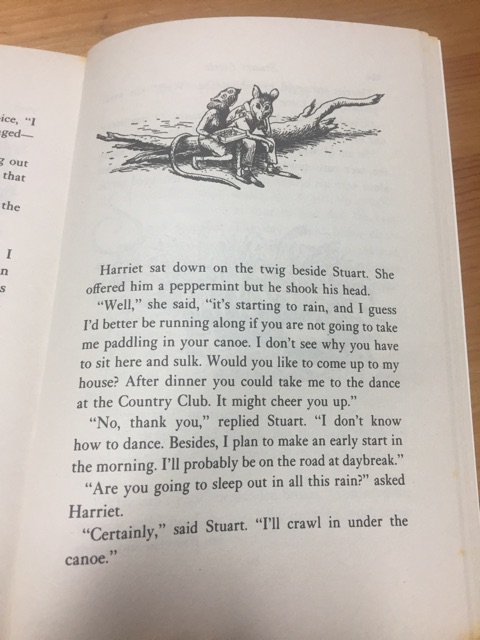 ice, "I
ged—
g out
that
the
I
n
s
Harriet sat down on the twig beside Stuart. She
offered him a peppermint but he shook his head.
"Well," she said, "it's starting to rain, and I guess
I'd better be running along if you are not going to take
me paddling in your canoe. I don't see why you have
to sit here and sulk. Would you like to come up to my
house? After dinner you could take me to the dance
at the Country Club. It might cheer you up."
"No, thank you," replied Stuart. "I don't know
how to dance. Besides, I plan to make an early start in
the morning. I'll probably be on the road at daybreak."
"Are you going to sleep out in all this rain?" asked
Harriet.
"Certainly," said Stuart. "I'll crawl in under the
canoe."